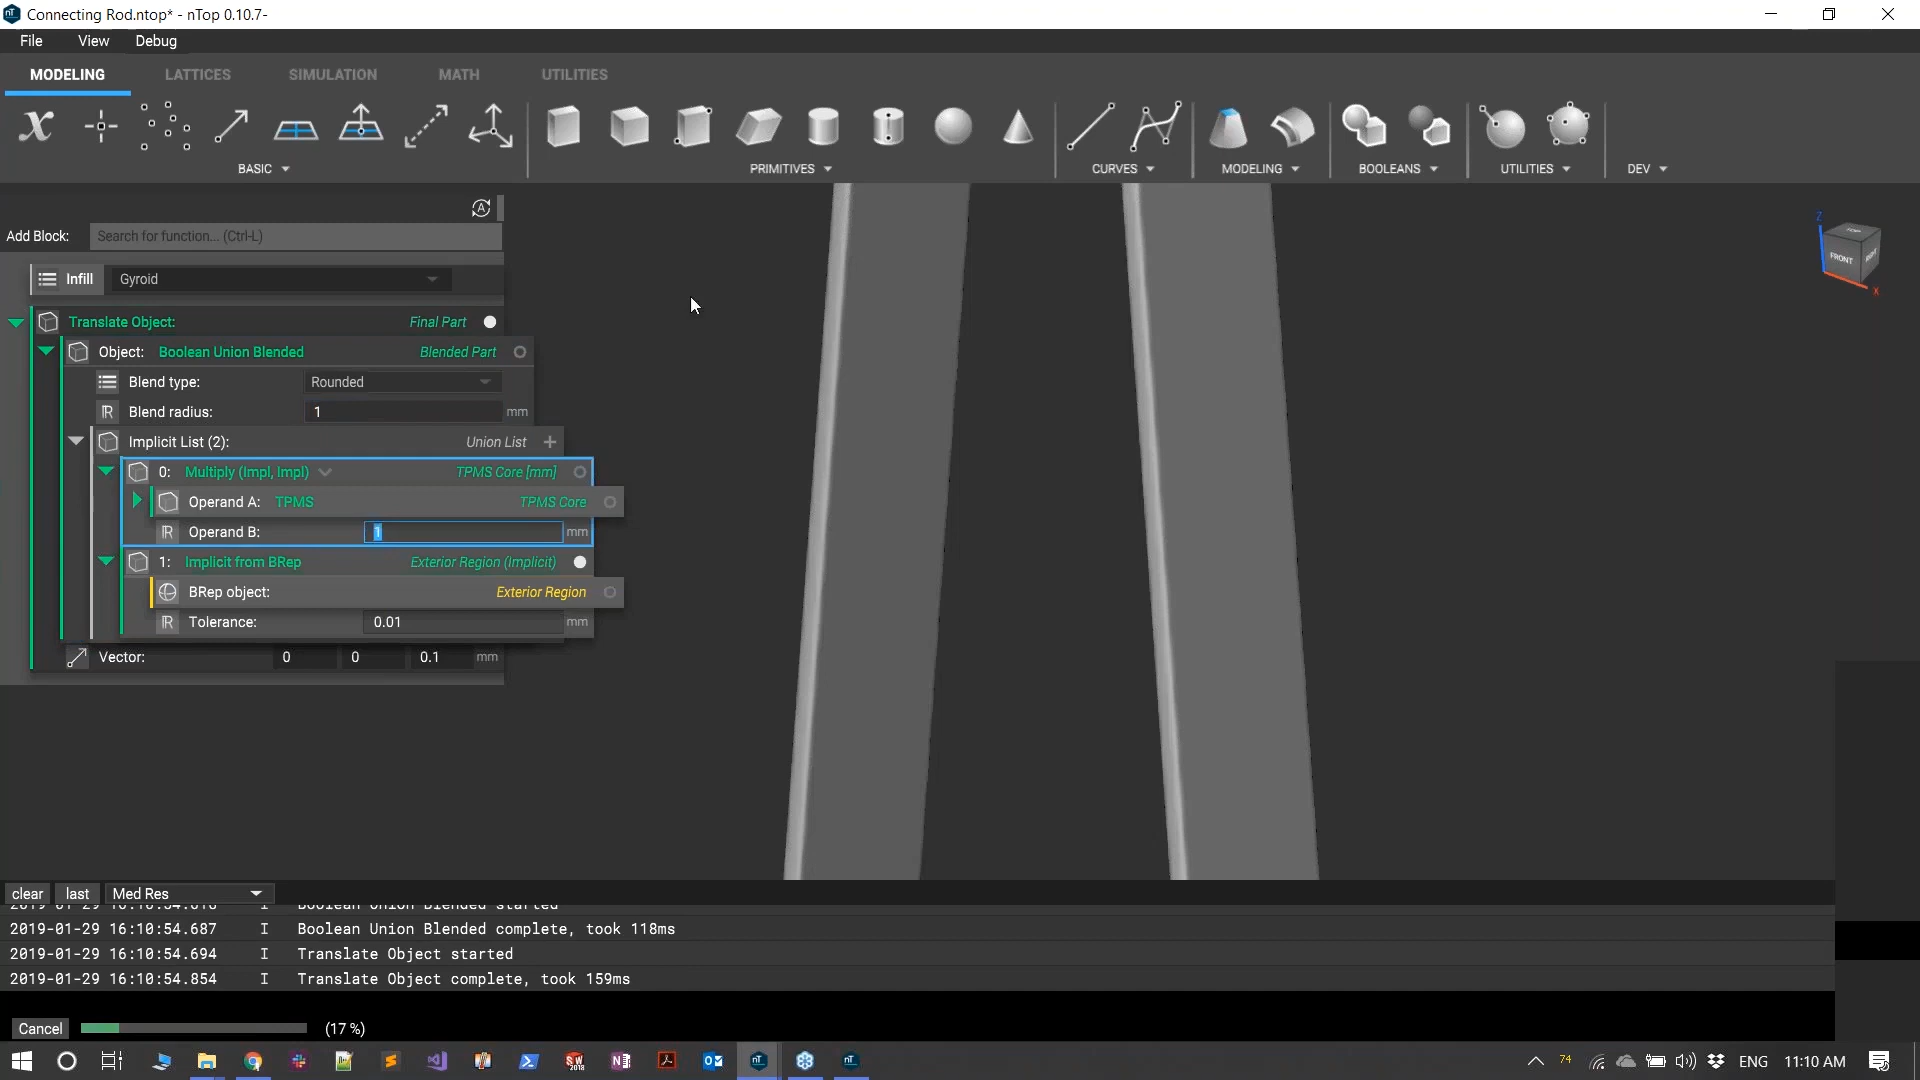 Connecting Rod.ntop* - nTop 0.10.7-
File View Debug
MODELING LATTICES SIMULATION MATH UTILITIES
BASIC PRIMITIVES CURVES MODELING BOOLEANS UTILITIES DEV
Add Block: Search for function... (Ctrl-L)
Infill Gyroid
Translate Object: Final Part
Object: Boolean Union Blended Blended Part
Blend type: Rounded
Blend radius: 1 mm
Implicit List (2): Union List
0: Multiply (Impl, Impl) TPMS Core [mm]
Operand A: TPMS TPMS Core
Operand B: 1 mm
1: Implicit from BRep Exterior Region (Implicit)
BRep object: Exterior Region
Tolerance: 0.01 mm
Vector: 0 0 0.1 mm
Z
TOP
FRONT RIGHT
X
clear last Med Res
Boolean Union Blended started
2019-01-29 16:10:54.687 I Boolean Union Blended complete, took 118ms
2019-01-29 16:10:54.694 I Translate Object started
2019-01-29 16:10:54.854 I Translate Object complete, took 159ms
Cancel (17 %)
74 ENG 11:10 AM